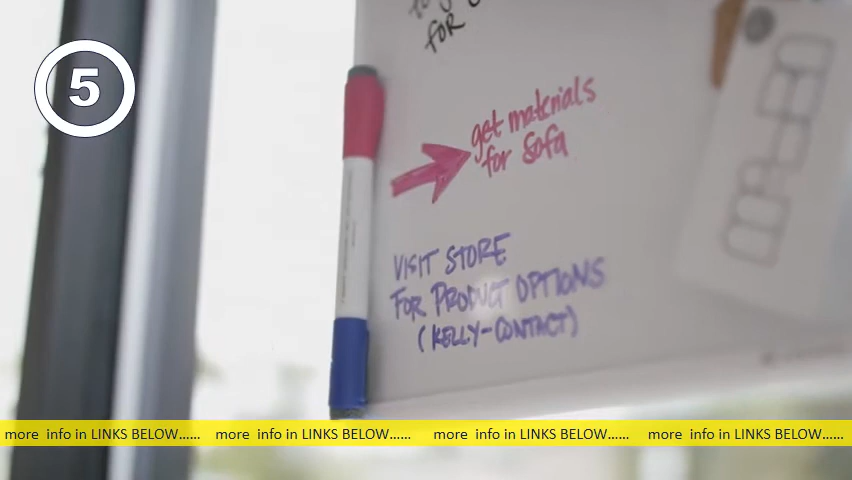 5
FOR
get materials
for Sofa
VISIT STORE
FOR PRODUCT OPTIONS
(KELLY-CONTACT)
more info in LINKS BELOW...... more info in LINKS BELOW...... more info in LINKS BELOW...... more info in LINKS BELOW......